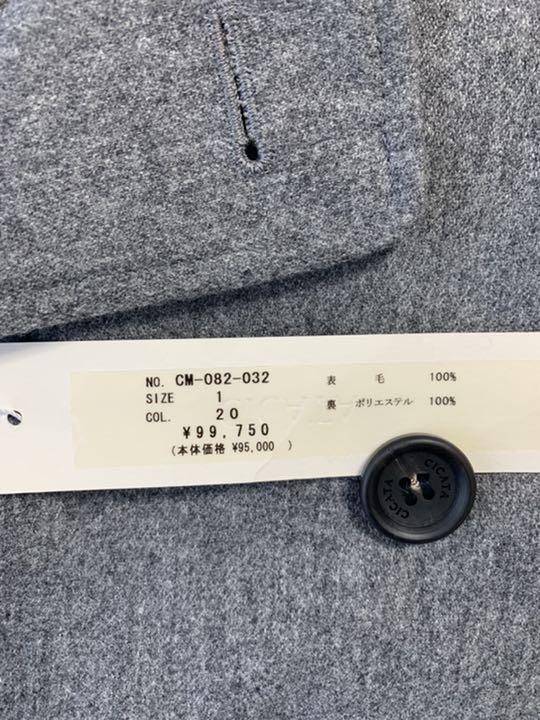 NO. CM-082-032
SIZE 1
COL. 20
¥99,750
(本体価格 ¥95,000 )
表 毛 100%
裏 ポリエステル 100%
CICATA
CICATA